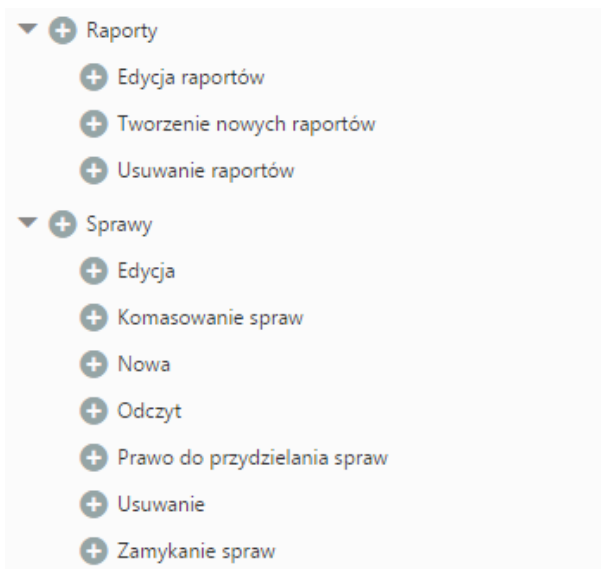 Raporty
Edycja raportów
Tworzenie nowych raportów
Usuwanie raportów
Sprawy
Edycja
Komasowanie spraw
Nowa
Odczyt
Prawo do przydzielania spraw
Usuwanie
Zamykanie spraw